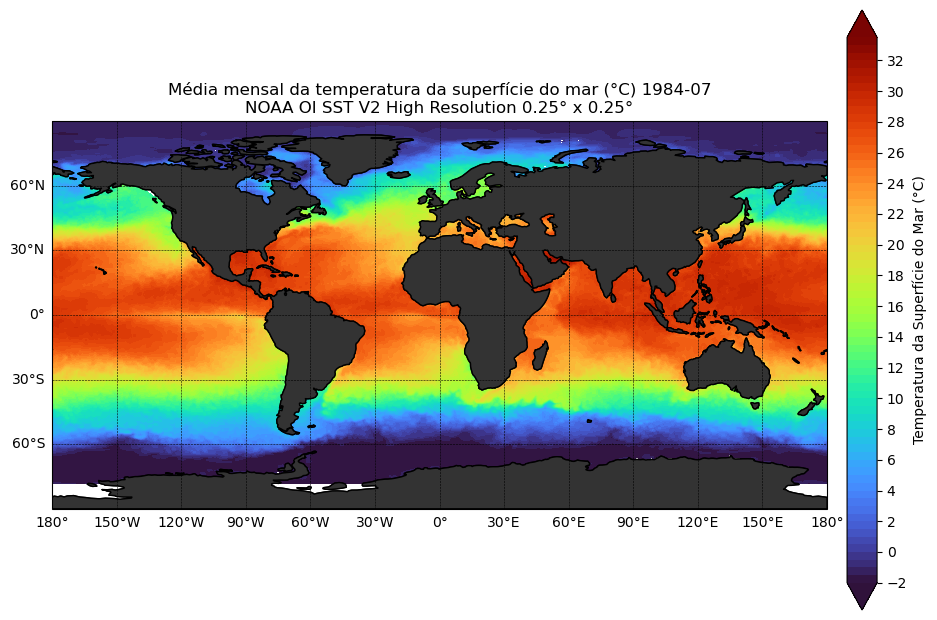 Média mensal da temperatura da superfície do mar (°C) 1984-07
NOAA OI SST V2 High Resolution 0.25° x 0.25°
60°N
30°N
0°
30°S
60°S
180°
150°W
120°W
90°W
60°W
30°W
0°
30°E
60°E
90°E
120°E
150°E
180°
32
30
28
26
24
22
20
18
16
14
12
10
8
6
4
2
0
−2
Temperatura da Superfície do Mar (°C)